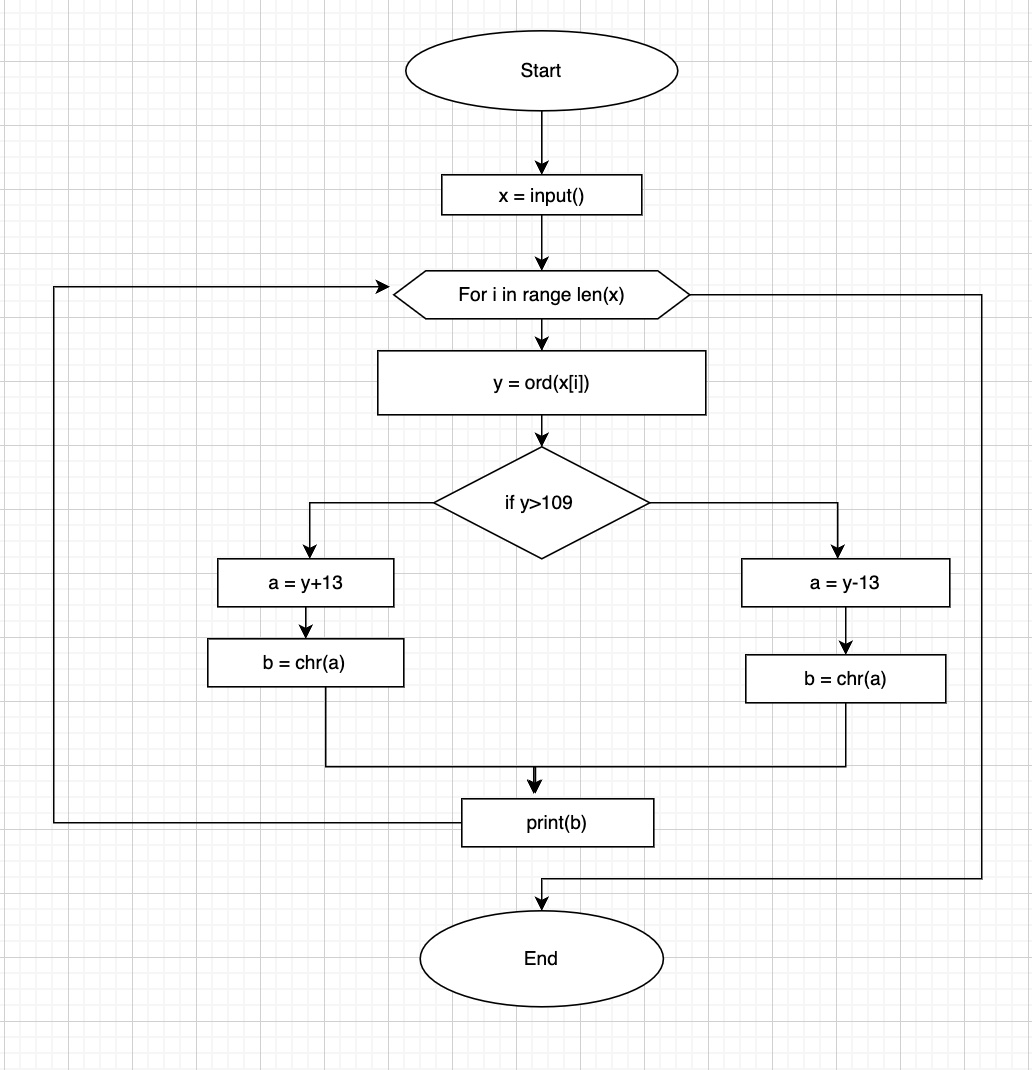 Start
x = input()
For i in range len(x)
y = ord(x[i])
if y>109
a = y+13
a = y-13
b = chr(a)
b = chr(a)
print(b)
End